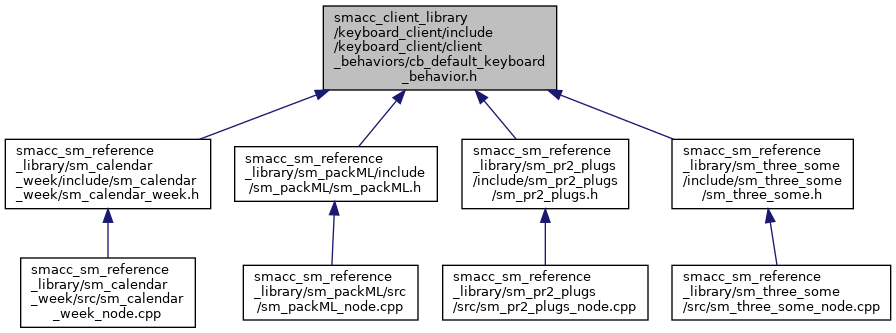 smacc_client_library
/keyboard_client/include
/keyboard_client/client
_behaviors/cb_default_keyboard
_behavior.h
smacc_sm_reference
_library/sm_calendar
_week/include/sm_calendar
_week/sm_calendar_week.h
smacc_sm_reference
_library/sm_packML/include
/sm_packML/sm_packML.h
smacc_sm_reference
_library/sm_pr2_plugs
/include/sm_pr2_plugs
/sm_pr2_plugs.h
smacc_sm_reference
_library/sm_three_some
/include/sm_three_some
/sm_three_some.h
smacc_sm_reference
_library/sm_calendar
_week/src/sm_calendar
_week_node.cpp
smacc_sm_reference
_library/sm_packML/src
/sm_packML_node.cpp
smacc_sm_reference
_library/sm_pr2_plugs
/src/sm_pr2_plugs_node.cpp
smacc_sm_reference
_library/sm_three_some
/src/sm_three_some_node.cpp